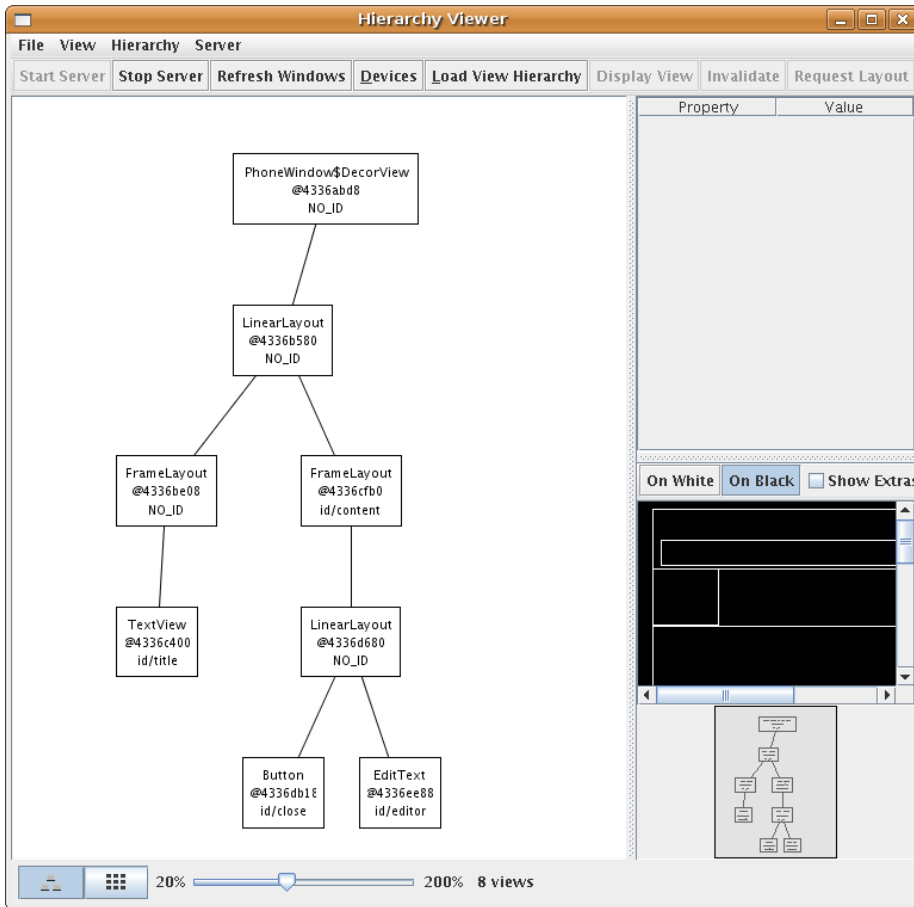 Hierarchy Viewer
File View Hierarchy Server
Start Server Stop Server Refresh Windows Devices Load View Hierarchy Display View Invalidate Request Layout
Property Value
PhoneWindow$DecorView
@4336abd8
NO_ID
LinearLayout
@4336b580
NO_ID
FrameLayout
@4336be08
NO_ID
FrameLayout
@4336cfb0
id/content
TextView
@4336c400
id/title
LinearLayout
@4336d680
NO_ID
Button
@4336db18
id/close
EditText
@4336ee88
id/editor
On White On Black Show Extras
20% 200% 8 views